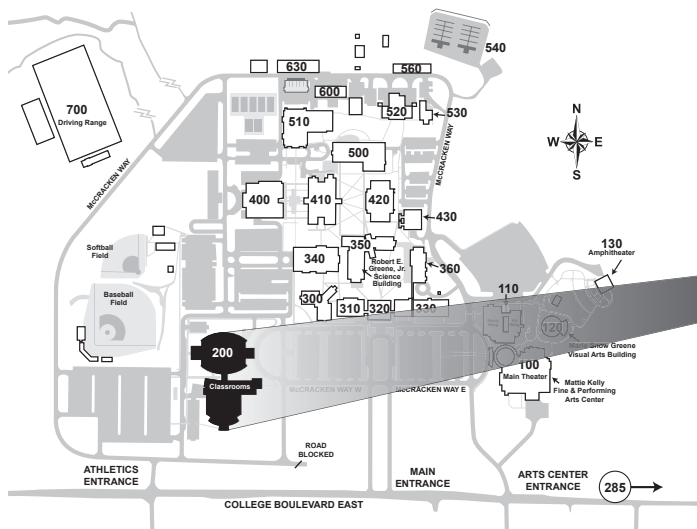 540
630
560
600
700
Driving Range
520
530
510
N
W E
S
500
McCRACKEN WAY
McCRACKEN WAY
400
410
420
430
Softball
Field
340
350
Robert E.
Greene, Jr.
Science
Building
360
130
Amphitheater
Baseball
Field
300
310
320
330
110
120
Marie Snow Greene
Visual Arts Building
200
Classrooms
100
Main Theater
McCRACKEN WAY W
McCRACKEN WAY E
Mattie Kelly
Fine & Performing
Arts Center
ROAD
BLOCKED
ATHLETICS
ENTRANCE
MAIN
ENTRANCE
ARTS CENTER
ENTRANCE
285
COLLEGE BOULEVARD EAST